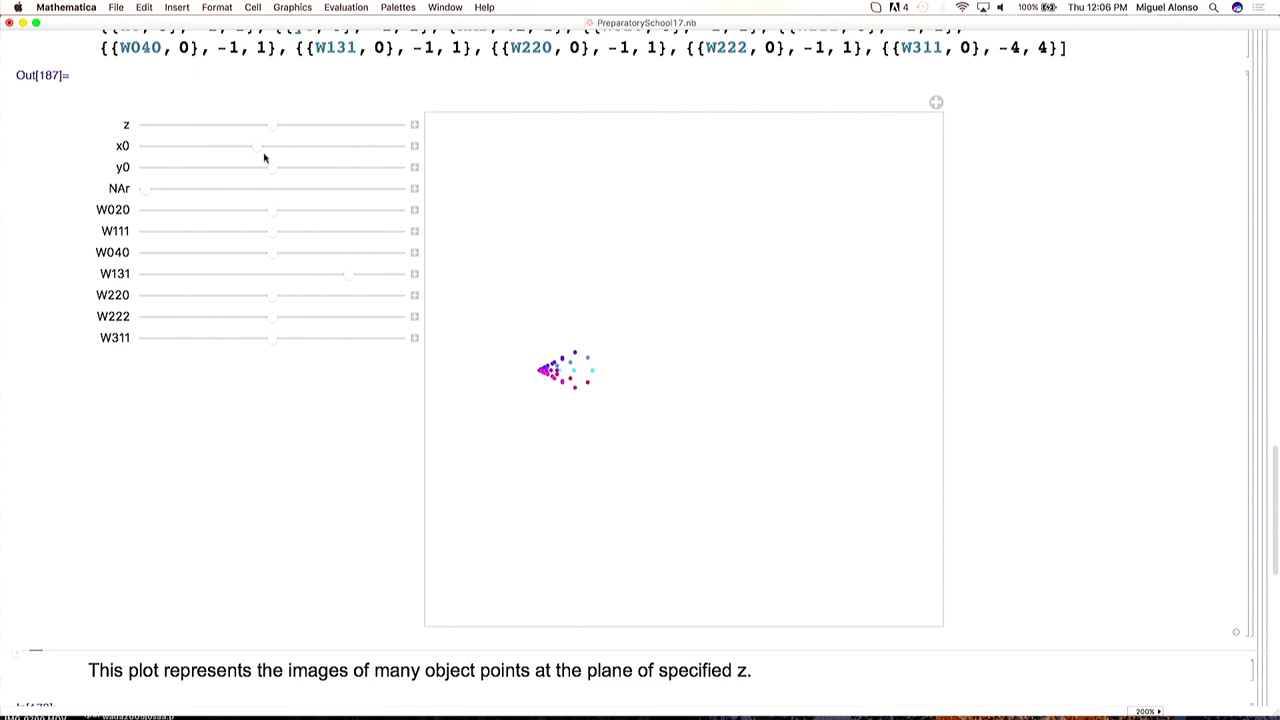 Mathematica File Edit Insert Format Cell Graphics Evaluation Palettes Window Help 4 100% Thu 12:06 PM Miguel Alonso
PreparatorySchool17.nb
{{W040, 0}, -1, 1}, {{W131, 0}, -1, 1}, {{W220, 0}, -1, 1}, {{W222, 0}, -1, 1}, {{W311, 0}, -4, 4}]
Out[187]=
z
x0
y0
NAr
W020
W111
W040
W131
W220
W222
W311
This plot represents the images of many object points at the plane of specified z.
200%